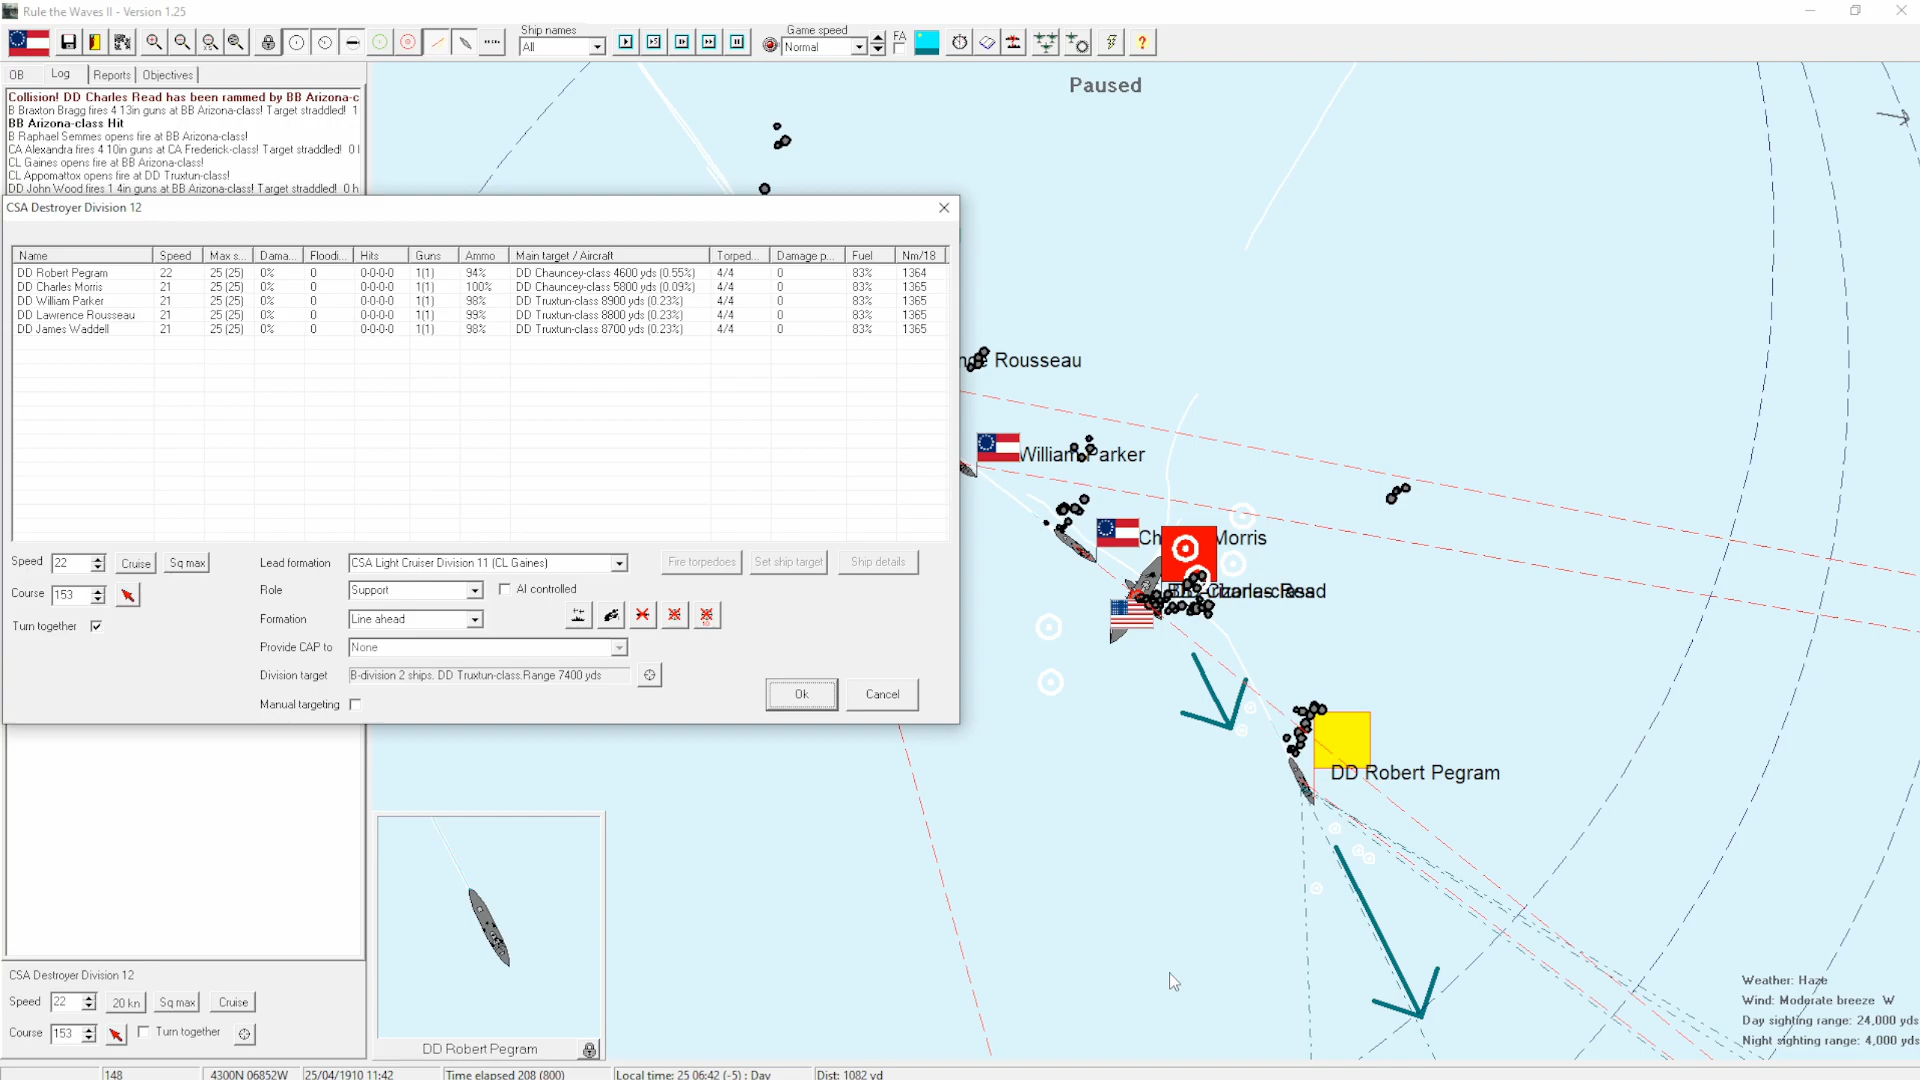 Rule the Waves II - Version 1.25
Ship names
All
Game speed
Normal
FA
OB
Log
Reports
Objectives
Paused
Collision! DD Charles Read has been rammed by BB Arizona-c
B Braxton Bragg fires 4 13in guns at BB Arizona-class! Target straddled! 1
BB Arizona-class Hit
B Raphael Semmes opens fire at BB Arizona-class!
CA Alexandra fires 4 10in guns at CA Frederick-class! Target straddled! 0 h
CL Gaines opens fire at BB Arizona-class!
CL Appomattox opens fire at DD Truxtun-class!
DD John Wood fires 1 4in guns at BB Arizona-class! Target straddled! 0 h
CSA Destroyer Division 12
Name Speed Max s... Dama... Floodi... Hits Guns Ammo Main target / Aircraft Torped... Damage p... Fuel Nm/18
DD Robert Pegram 22 25 (25) 0% 0 0-0-0-0 1(1) 94% DD Chauncey-class 4600 yds (0.55%) 4/4 0 83% 1364
DD Charles Morris 21 25 (25) 0% 0 0-0-0-0 1(1) 100% DD Chauncey-class 5800 yds (0.09%) 4/4 0 83% 1365
DD William Parker 21 25 (25) 0% 0 0-0-0-0 1(1) 98% DD Truxtun-class 8900 yds (0.23%) 4/4 0 83% 1365
DD Lawrence Rousseau 21 25 (25) 0% 0 0-0-0-0 1(1) 99% DD Truxtun-class 8800 yds (0.23%) 4/4 0 83% 1365
DD James Waddell 21 25 (25) 0% 0 0-0-0-0 1(1) 98% DD Truxtun-class 8700 yds (0.23%) 4/4 0 83% 1365
Speed 22 Cruise Sq max
Course 153
Turn together
Lead formation CSA Light Cruiser Division 11 (CL Gaines)
Role Support
AI controlled
Formation Line ahead
Provide CAP to None
Division target B-division 2 ships. DD Truxtun-class.Range 7400 yds
Manual targeting
Fire torpedoes
Set ship target
Ship details
10
Ok
Cancel
Rousseau
William Parker
Morris
DD Robert Pegram
CSA Destroyer Division 12
Speed 22 20 kn Sq max Cruise
Course 153 Turn together
DD Robert Pegram
Weather: Haze
Wind: Moderate breeze W
Day sighting range: 24,000 yds
Night sighting range: 4,000 yds
148
4300N 06852W
25/04/1910 11:42
Time elapsed 208 (800)
Local time: 25 06:42 (-5) : Day
Dist: 1082 yd